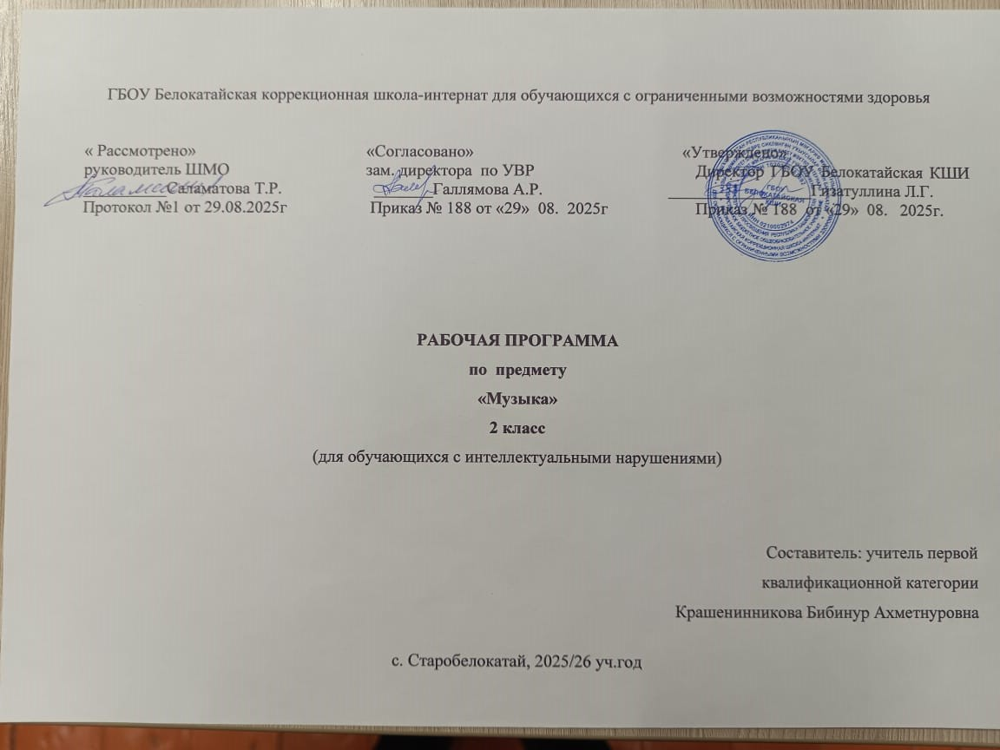 ГБОУ Белокатайская коррекционная школа-интернат для обучающихся с ограниченными возможностями здоровья
« Рассмотрено»
руководитель ШМО
Саламатова Т.Р.
Протокол №1 от 29.08.2025г
«Согласовано»
зам. директора по УВР
Галлямова А.Р.
Приказ № 188 от «29» 08. 2025г
«Утверждено»
Директор ГБОУ Белокатайская КШИ
Гизатуллина Л.Г.
Приказ № 188 от «29» 08. 2025г.
ГБОУ
БЕЛОКАТАЙСКАЯ
КШИ
РАБОЧАЯ ПРОГРАММА
по предмету
«Музыка»
2 класс
(для обучающихся с интеллектуальными нарушениями)
Составитель: учитель первой
квалификационной категории
Крашенинникова Бибинур Ахметнуровна
с. Старобелокатай, 2025/26 уч.год